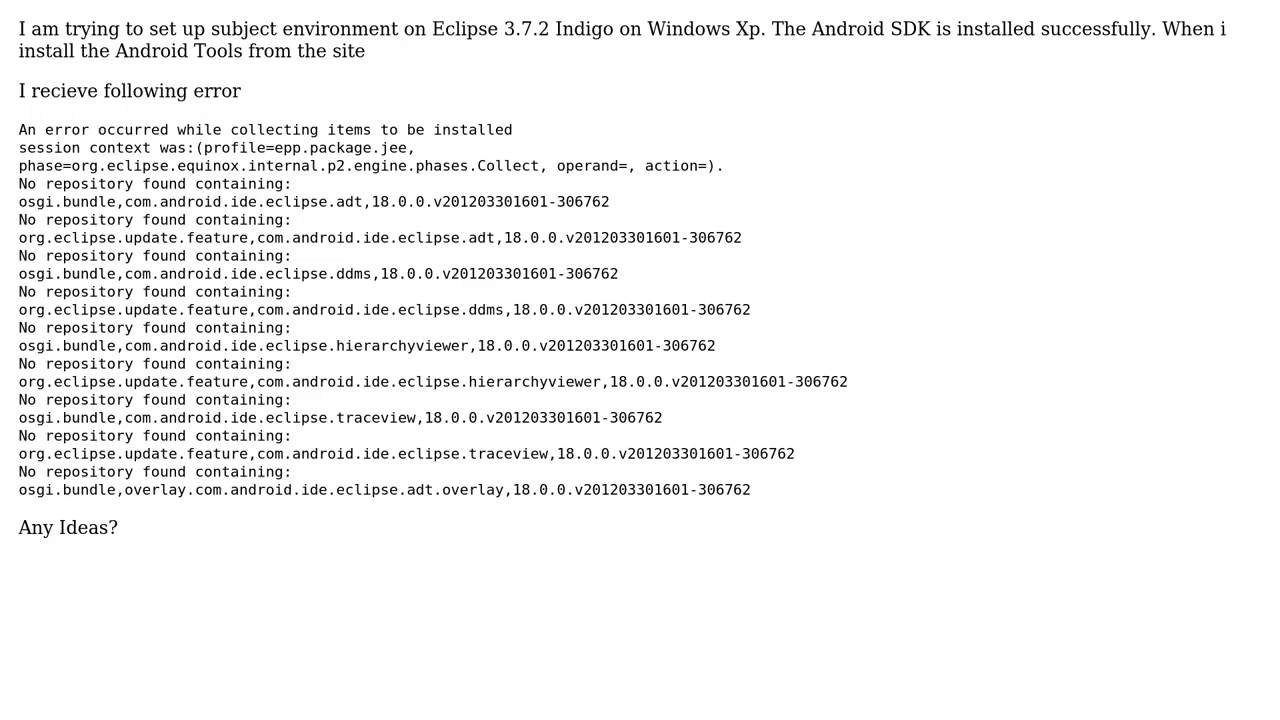 I am trying to set up subject environment on Eclipse 3.7.2 Indigo on Windows Xp. The Android SDK is installed successfully. When i
install the Android Tools from the site
I recieve following error
An error occurred while collecting items to be installed
session context was:(profile=epp.package.jee,
phase=org.eclipse.equinox.internal.p2.engine.phases.Collect, operand=, action=).
No repository found containing:
osgi.bundle,com.android.ide.eclipse.adt,18.0.0.v201203301601-306762
No repository found containing:
org.eclipse.update.feature,com.android.ide.eclipse.adt,18.0.0.v201203301601-306762
No repository found containing:
osgi.bundle,com.android.ide.eclipse.ddms,18.0.0.v201203301601-306762
No repository found containing:
org.eclipse.update.feature,com.android.ide.eclipse.ddms,18.0.0.v201203301601-306762
No repository found containing:
osgi.bundle,com.android.ide.eclipse.hierarchyviewer,18.0.0.v201203301601-306762
No repository found containing:
org.eclipse.update.feature,com.android.ide.eclipse.hierarchyviewer,18.0.0.v201203301601-306762
No repository found containing:
osgi.bundle,com.android.ide.eclipse.traceview,18.0.0.v201203301601-306762
No repository found containing:
org.eclipse.update.feature,com.android.ide.eclipse.traceview,18.0.0.v201203301601-306762
No repository found containing:
osgi.bundle,overlay.com.android.ide.eclipse.adt.overlay,18.0.0.v201203301601-306762
Any Ideas?